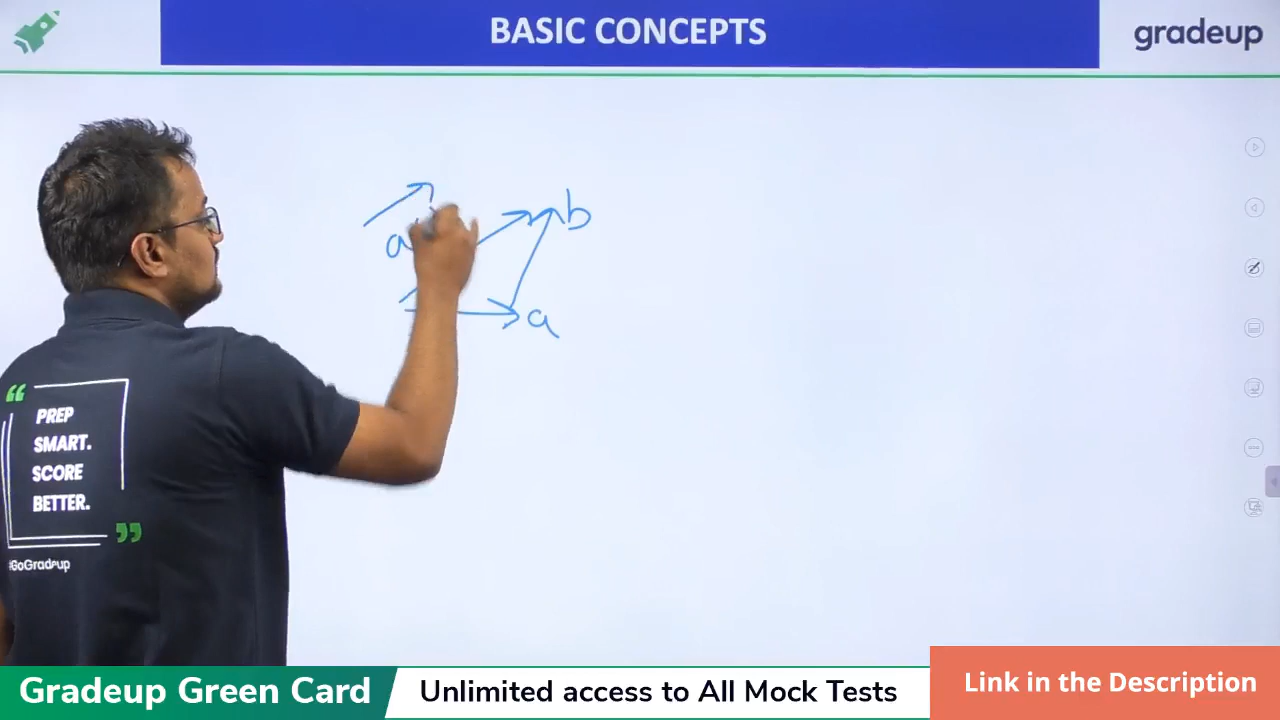 BASIC CONCEPTS
gradeup
b
a
a
“
PREP
SMART.
SCORE
BETTER.
”
#GoGradeup
Gradeup Green Card
Unlimited access to All Mock Tests
Link in the Description